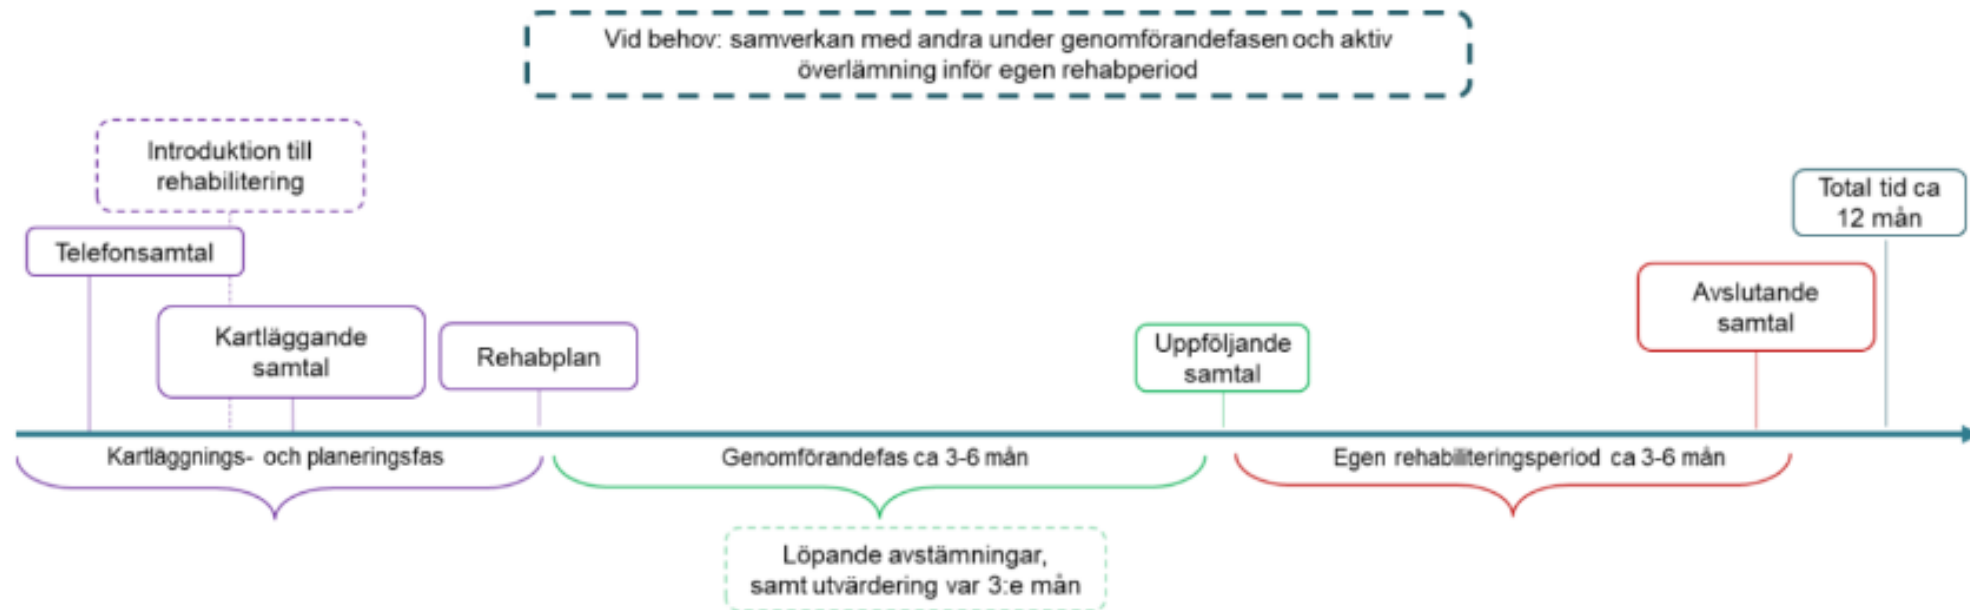 Vid behov: samverkan med andra under genomförandefasen och aktiv
överlämning inför egen rehabperiod
Introduktion till
rehabilitering
Telefonsamtal
Kartläggande
samtal
Rehabplan
Uppföljande
samtal
Avslutande
samtal
Total tid ca
12 mån
Kartläggnings- och planeringsfas
Genomförandefas ca 3-6 mån
Egen rehabiliteringsperiod ca 3-6 mån
Löpande avstämningar,
samt utvärdering var 3:e mån